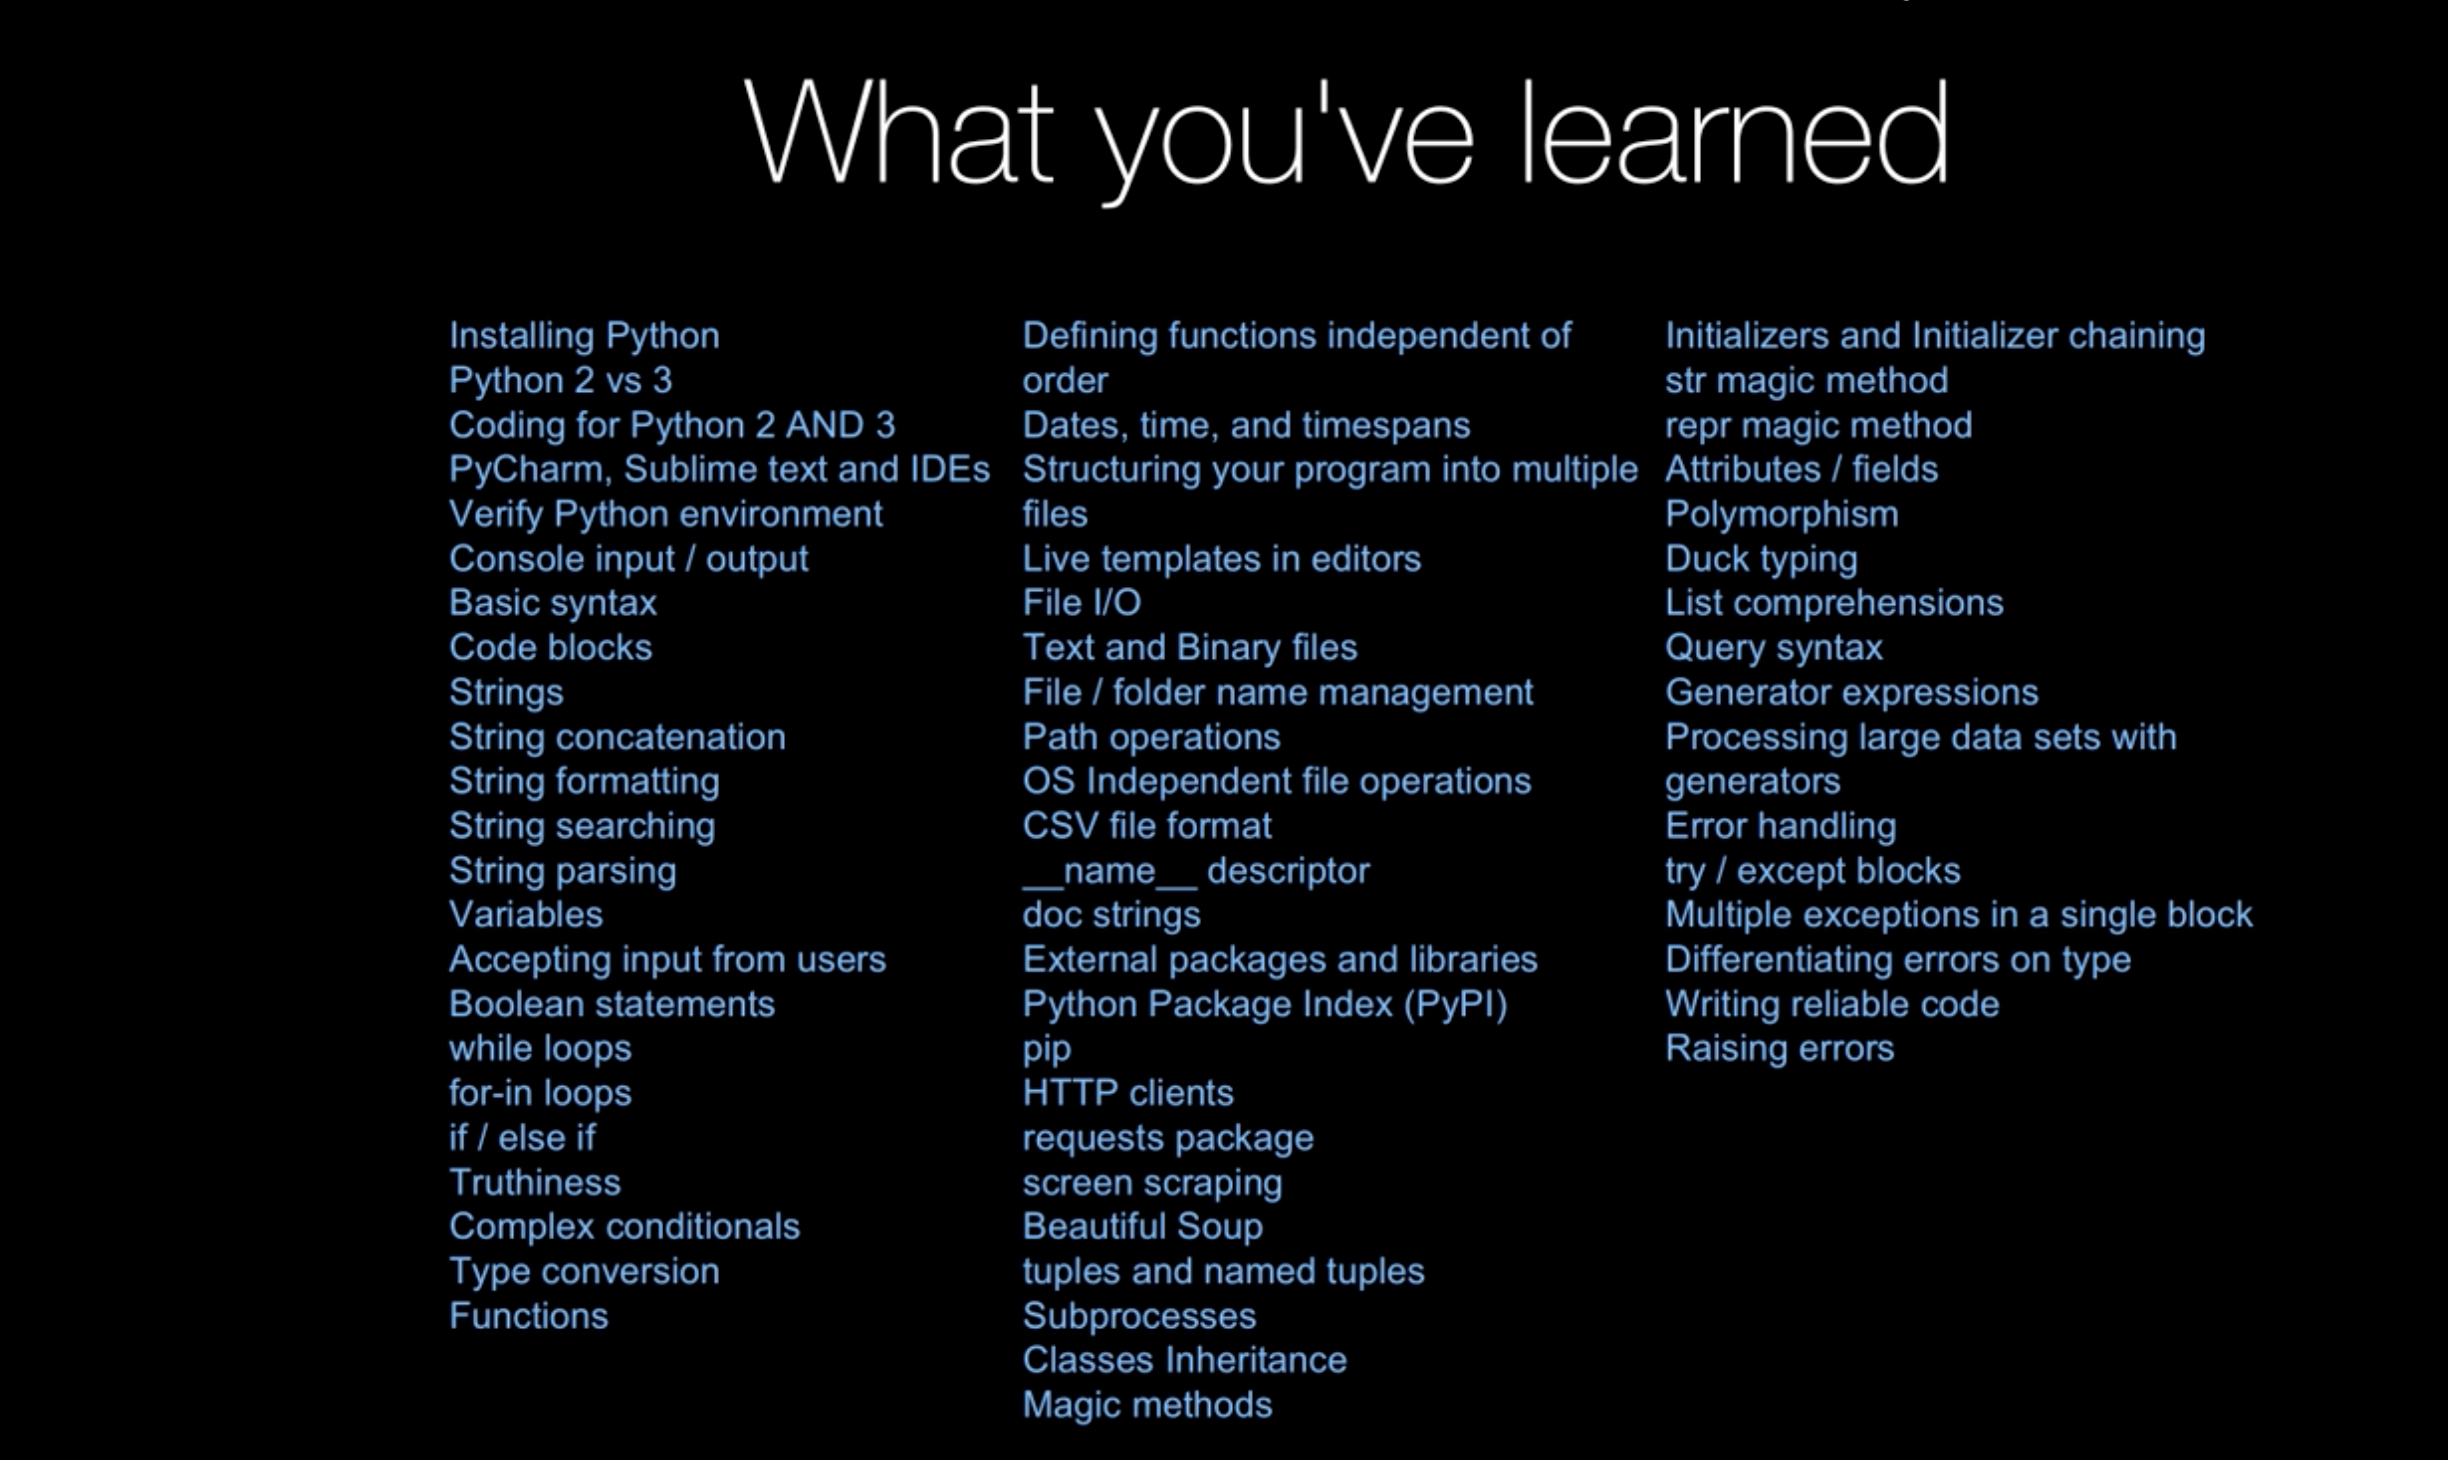 What you've learned
Installing Python
Python 2 vs 3
Coding for Python 2 AND 3
PyCharm, Sublime text and IDEs
Verify Python environment
Console input / output
Basic syntax
Code blocks
Strings
String concatenation
String formatting
String searching
String parsing
Variables
Accepting input from users
Boolean statements
while loops
for-in loops
if / else if
Truthiness
Complex conditionals
Type conversion
Functions
Defining functions independent of
order
Dates, time, and timespans
Structuring your program into multiple
files
Live templates in editors
File I/O
Text and Binary files
File / folder name management
Path operations
OS Independent file operations
CSV file format
__name__ descriptor
doc strings
External packages and libraries
Python Package Index (PyPI)
pip
HTTP clients
requests package
screen scraping
Beautiful Soup
tuples and named tuples
Subprocesses
Classes Inheritance
Magic methods
Initializers and Initializer chaining
str magic method
repr magic method
Attributes / fields
Polymorphism
Duck typing
List comprehensions
Query syntax
Generator expressions
Processing large data sets with
generators
Error handling
try / except blocks
Multiple exceptions in a single block
Differentiating errors on type
Writing reliable code
Raising errors